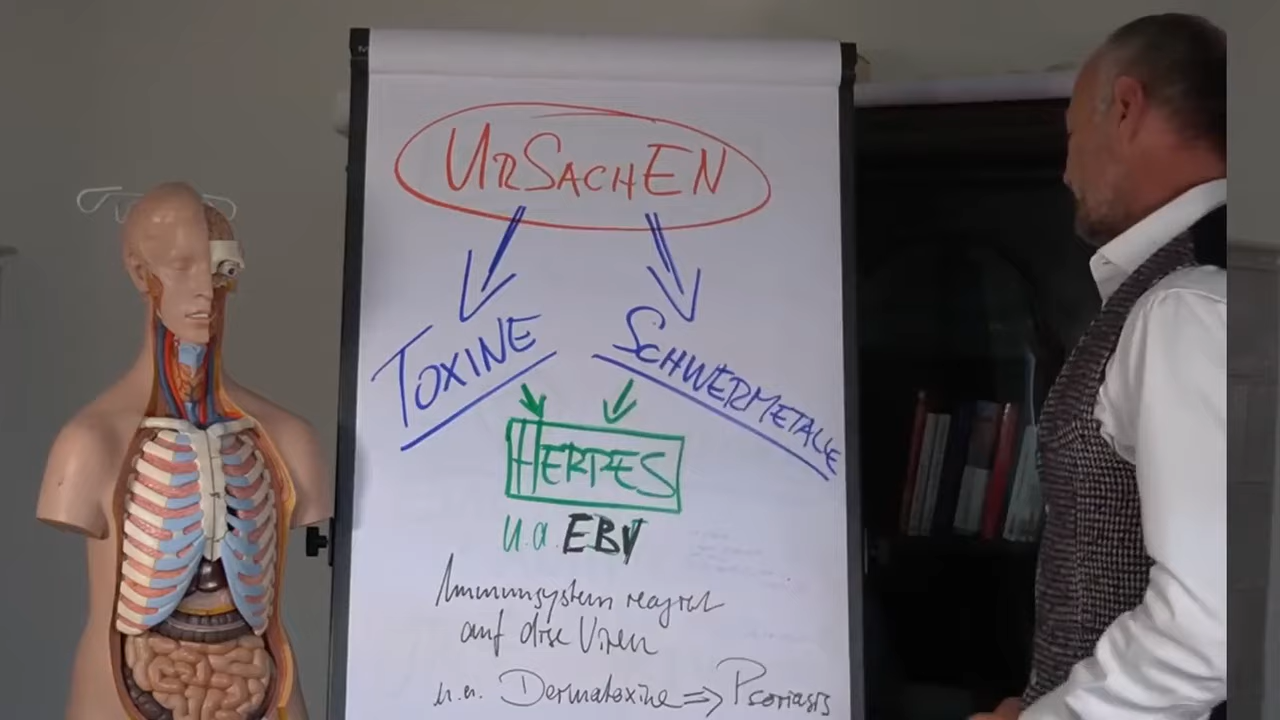 URSACHEN
TOXINE
SCHWERMETALLE
HERPES
u.a. EBV
Immunsystem reagiert
auf diese Viren
u.a. Dermatoxine => Psoriasis